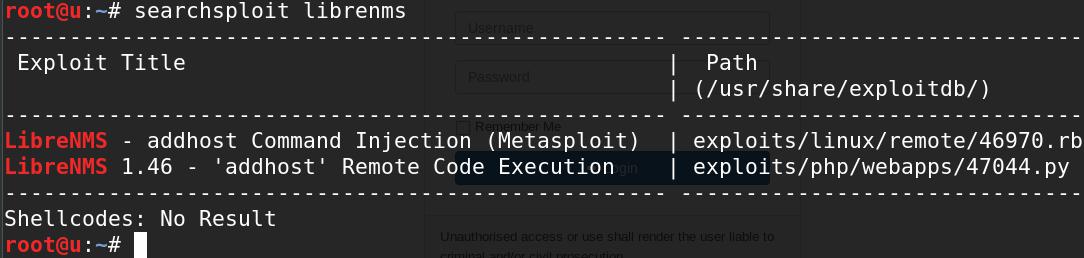 root@u:~# searchsploit librenms
--------------------------------------------------- -------------------------------
 Exploit Title                                     |  Path
                                                   | (/usr/share/exploitdb/)
--------------------------------------------------- -------------------------------
LibreNMS - addhost Command Injection (Metasploit)  | exploits/linux/remote/46970.rb
LibreNMS 1.46 - 'addhost' Remote Code Execution    | exploits/php/webapps/47044.py
--------------------------------------------------- -------------------------------
Shellcodes: No Result
root@u:~#
Username
Password
Remember Me
Unauthorised access or use shall render the user liable to
criminal and/or civil prosecution